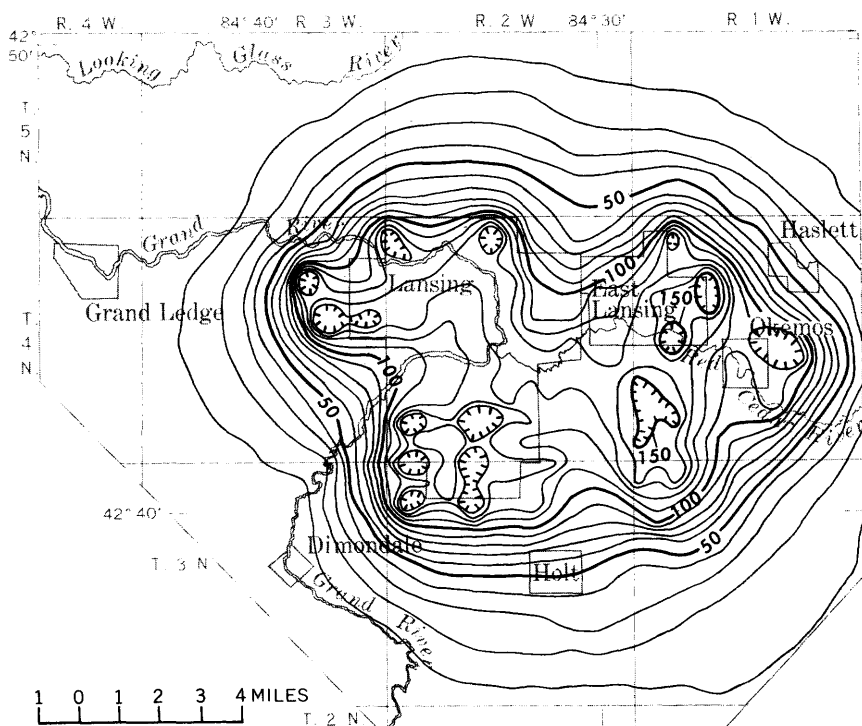 R. 4 W 84° 40' R. 3 W. R. 2 W 84° 30' R. 1 W.
42°
50'
Looking Glass River
T.
5
N.
50
Grand River
Haslett
100
Lansing
East
Lansing
150
Grand Ledge
Okemos
T.
4
N
Red Cedar River
100
50
150
100
42° 40'
50
Dimondale
T. 3 N
Holt
Grand River
1 0 1 2 3 4 MILES
T. 2 N